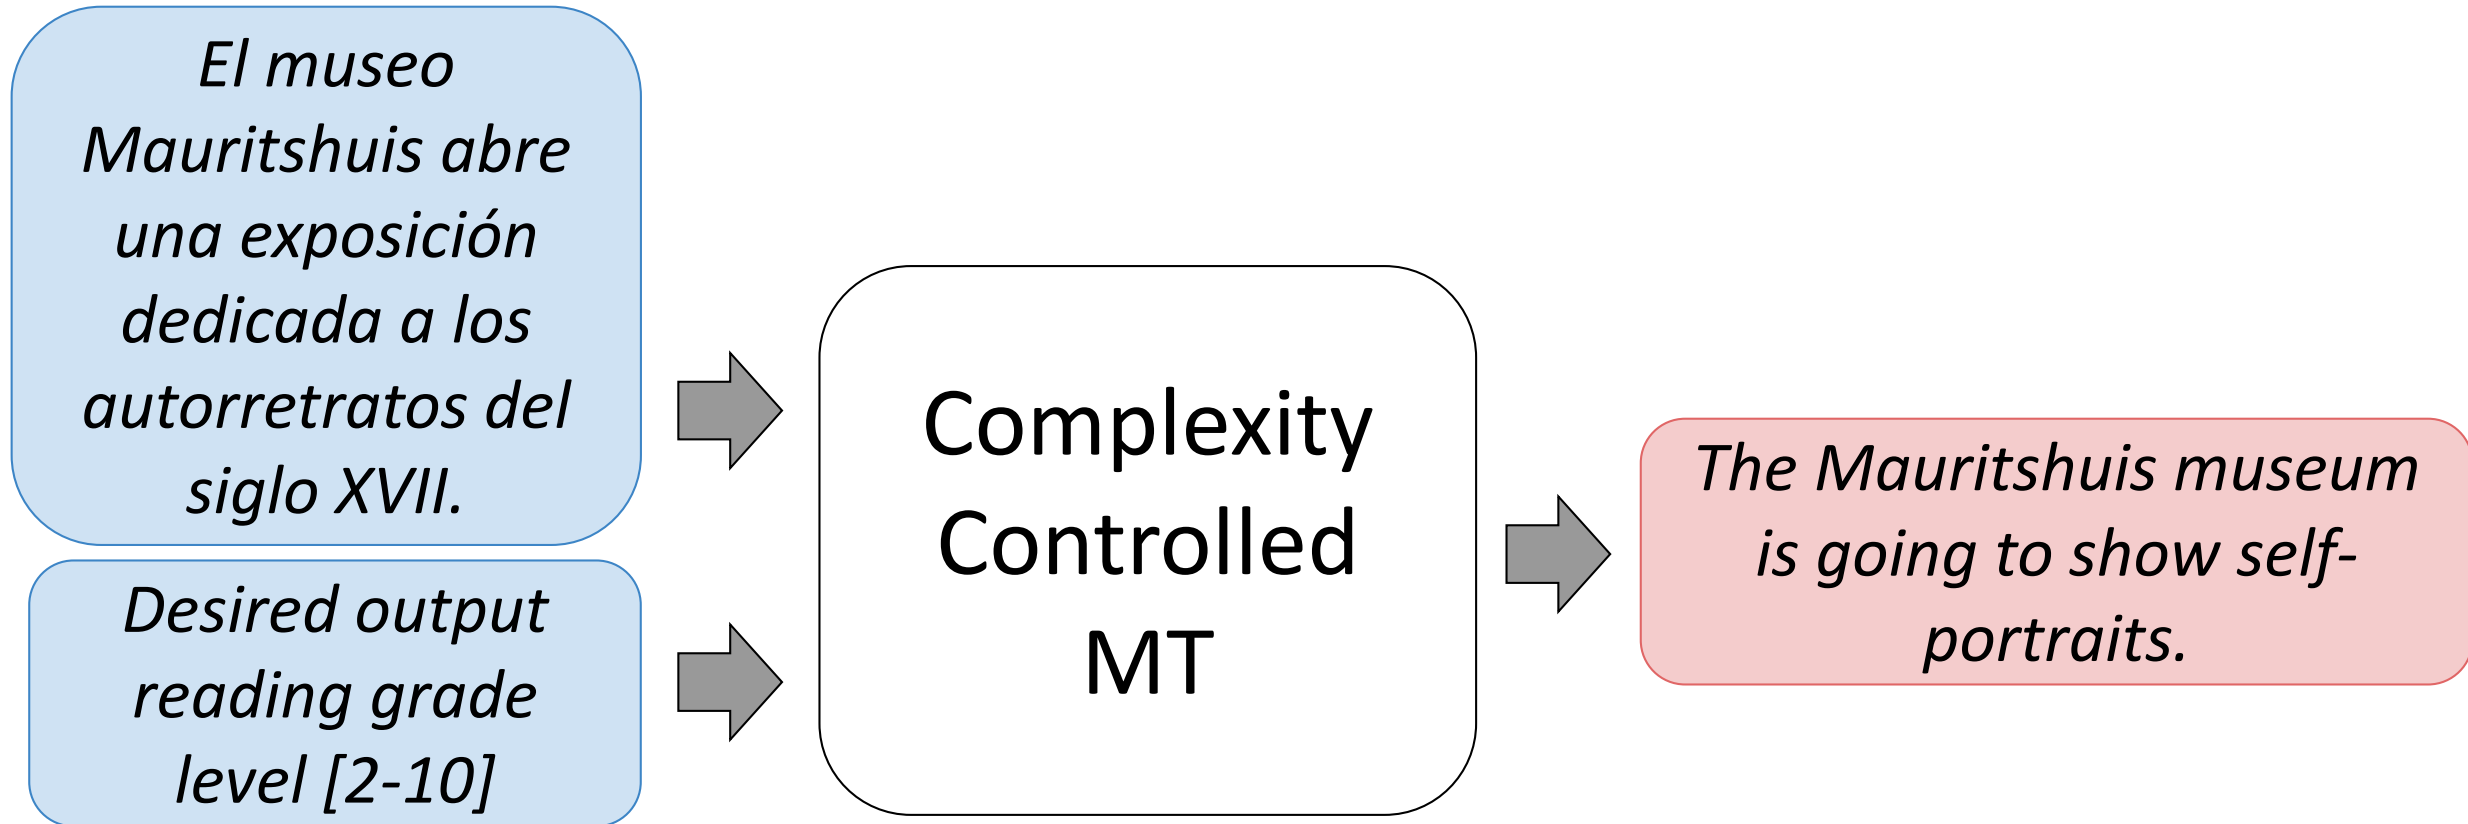 El museo
Mauritshuis abre
una exposición
dedicada a los
autorretratos del
siglo XVII.
Desired output
reading grade
level [2-10]
Complexity
Controlled
MT
The Mauritshuis museum
is going to show self-
portraits.